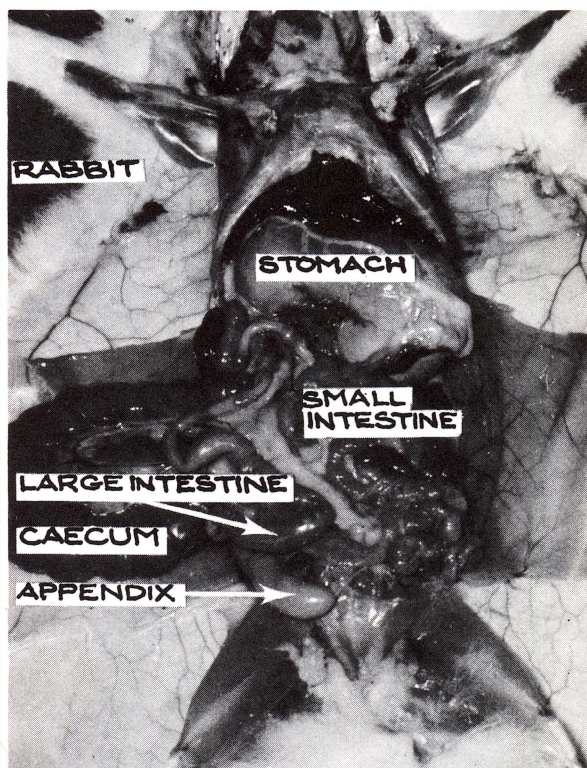 RABBIT
STOMACH
SMALL
INTESTINE
LARGE INTESTINE
CAECUM
APPENDIX